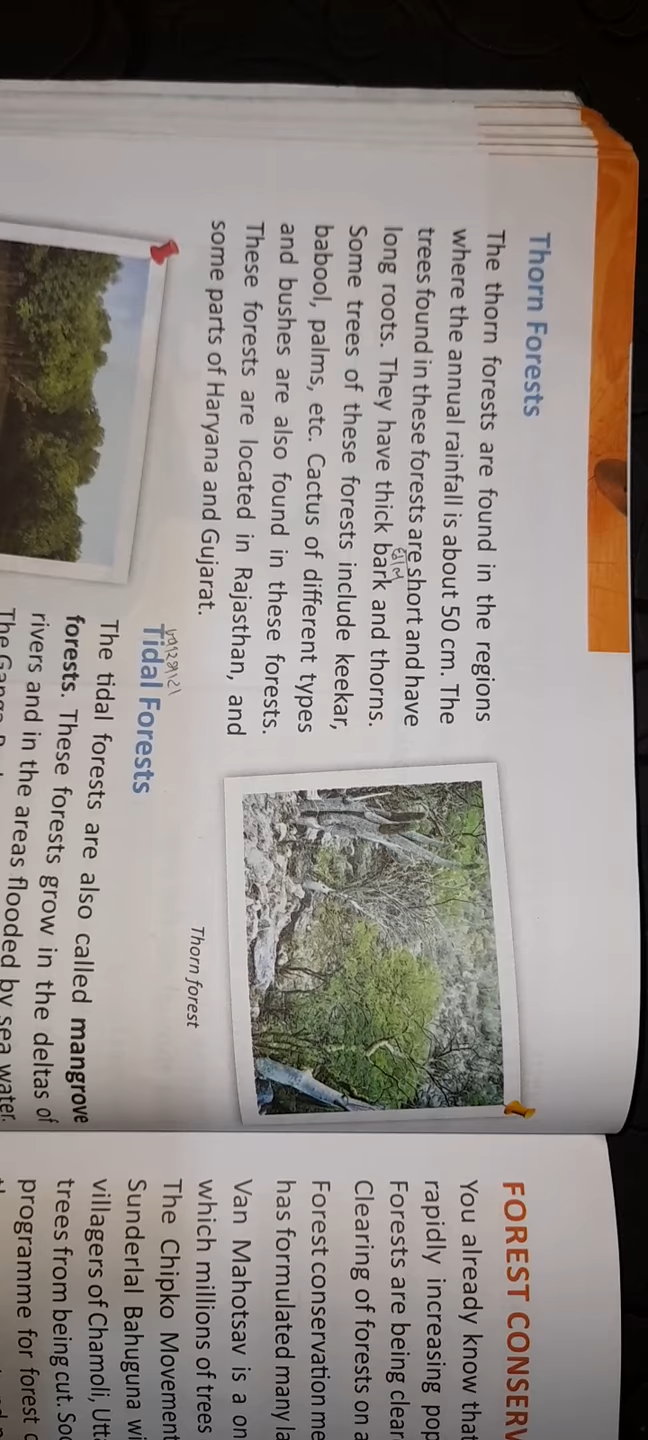 Thorn Forests
The thorn forests are found in the regions
where the annual rainfall is about 50 cm. The
trees found in these forests are short and have
long roots. They have thick bark and thorns.
Some trees of these forests include keekar,
babool, palms, etc. Cactus of different types
and bushes are also found in these forests.
These forests are located in Rajasthan, and
some parts of Haryana and Gujarat.
Thorn forest
Tidal Forests
The tidal forests are also called mangrove
forests. These forests grow in the deltas of
rivers and in the areas flooded by sea water.
FOREST CONSERV
You already know that
rapidly increasing pop
Forests are being clear
Clearing of forests on a
Forest conservation me
has formulated many la
Van Mahotsav is a on
which millions of trees
The Chipko Movement
Sunderlal Bahuguna wi
villagers of Chamoli, Utta
trees from being cut. Soc
programme for forest c